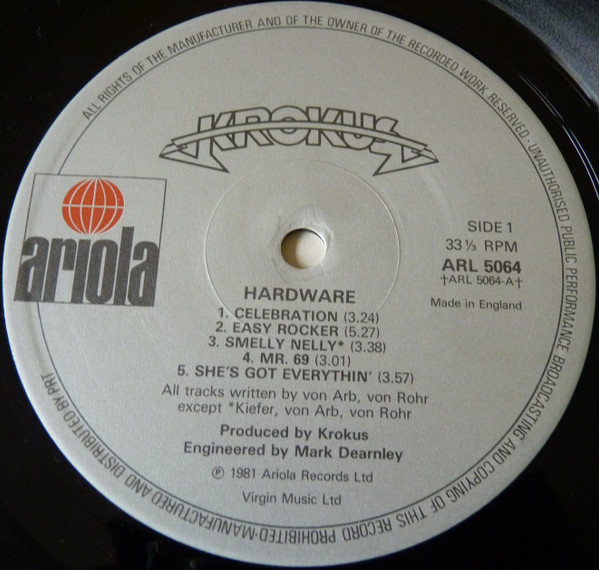 ALL RIGHTS OF THE MANUFACTURER AND OF THE OWNER OF THE RECORDED WORK RESERVED · UNAUTHORISED PUBLIC PERFORMANCE BROADCASTING AND COPYING OF THIS RECORD PROHIBITED · MANUFACTURED AND DISTRIBUTED BY PRT
KROKUS
ariola
SIDE 1
33⅓ RPM
ARL 5064
†ARL 5064-A†
Made in England
HARDWARE
1. CELEBRATION (3.24)
2. EASY ROCKER (5.27)
3. SMELLY NELLY* (3.38)
4. MR. 69 (3.01)
5. SHE'S GOT EVERYTHIN' (3.57)
All tracks written by von Arb, von Rohr
except *Kiefer, von Arb, von Rohr
Produced by Krokus
Engineered by Mark Dearnley
℗ 1981 Ariola Records Ltd
Virgin Music Ltd